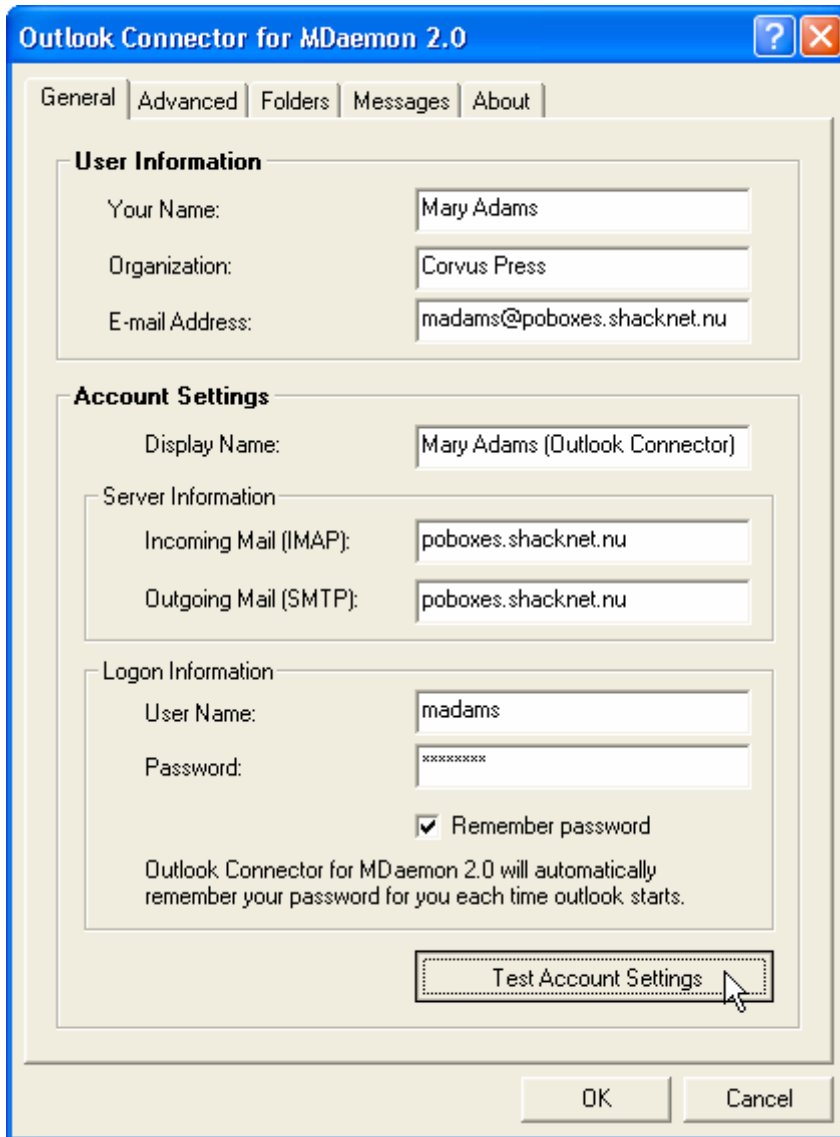 Outlook Connector for MDaemon 2.0
General Advanced Folders Messages About
User Information
Your Name: Mary Adams
Organization: Corvus Press
E-mail Address: madams@poboxes.shacknet.nu
Account Settings
Display Name: Mary Adams (Outlook Connector)
Server Information
Incoming Mail (IMAP): poboxes.shacknet.nu
Outgoing Mail (SMTP): poboxes.shacknet.nu
Logon Information
User Name: madams
Password: ********
Remember password
Outlook Connector for MDaemon 2.0 will automatically
remember your password for you each time outlook starts.
Test Account Settings
OK Cancel